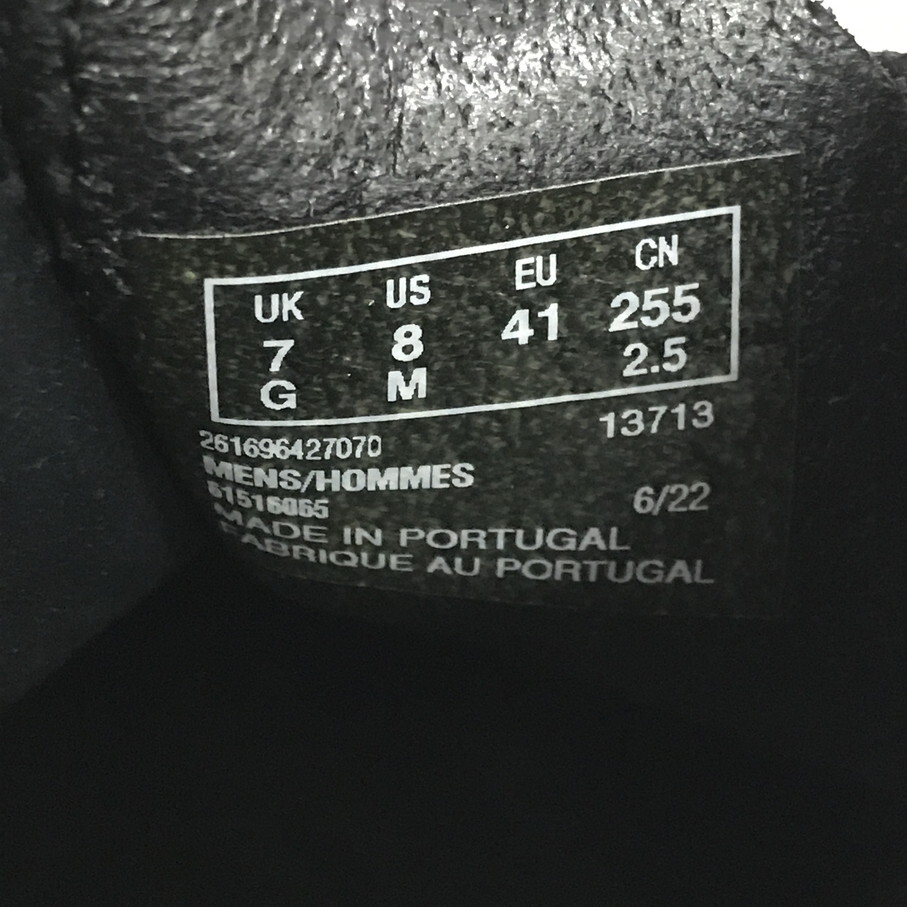 UK US EU CN
7 8 41 255
G M 2.5
261696427070 13713
MENS/HOMMES
61516065 6/22
MADE IN PORTUGAL
FABRIQUE AU PORTUGAL